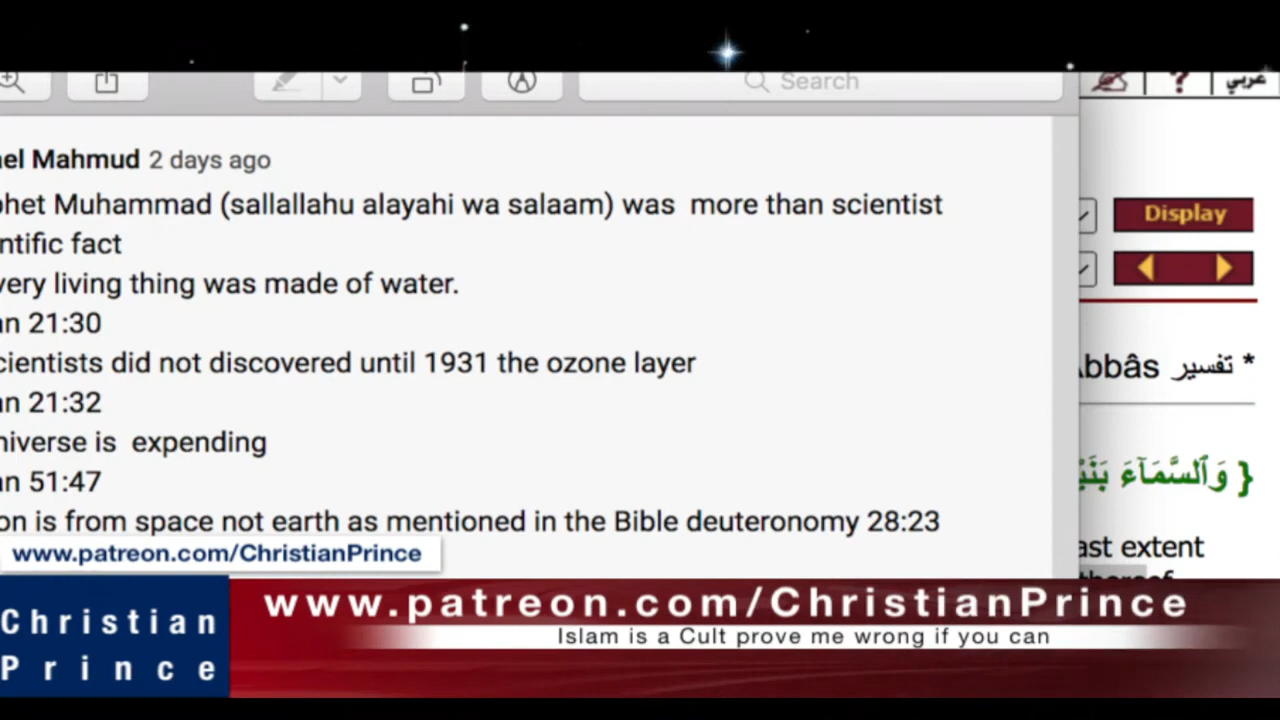 Search
عربي
ael Mahmud 2 days ago
phet Muhammad (sallallahu alayahi wa salaam) was more than scientist
ntific fact
very living thing was made of water.
an 21:30
cientists did not discovered until 1931 the ozone layer
an 21:32
niverse is expending
an 51:47
on is from space not earth as mentioned in the Bible deuteronomy 28:23
Display
Abbâs تفسير *
{ وَٱلسَّمَآءَ
ast extent
thereof
www.patreon.com/ChristianPrince
Christian
Prince
www.patreon.com/ChristianPrince
Islam is a Cult prove me wrong if you can